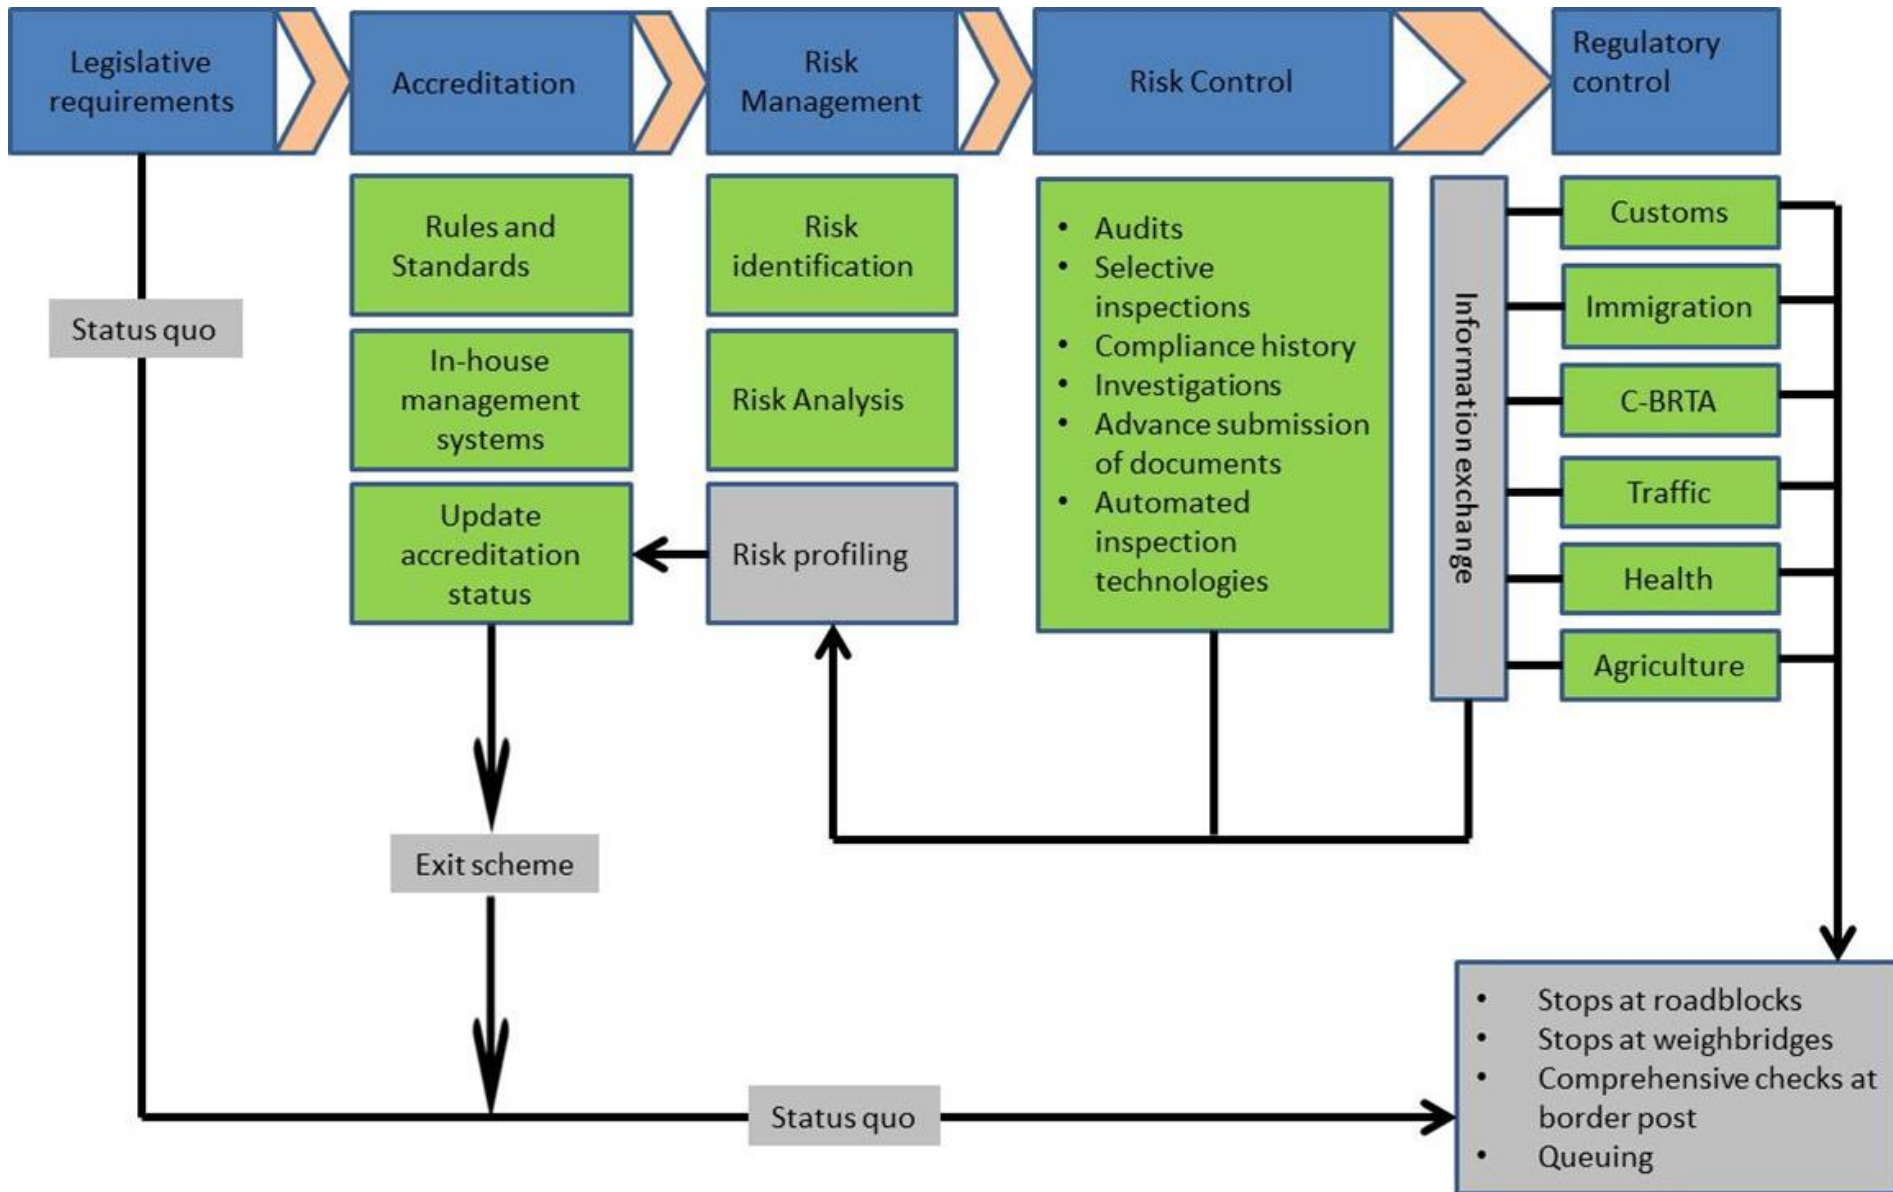 Legislative
requirements
Accreditation
Risk
Management
Risk Control
Regulatory
control
Status quo
Rules and
Standards
In-house
management
systems
Update
accreditation
status
Exit scheme
Risk
identification
Risk Analysis
Risk profiling
• Audits
• Selective
inspections
• Compliance history
• Investigations
• Advance submission
of documents
• Automated
inspection
technologies
Information exchange
Customs
Immigration
C-BRTA
Traffic
Health
Agriculture
Status quo
• Stops at roadblocks
• Stops at weighbridges
• Comprehensive checks at
border post
• Queuing